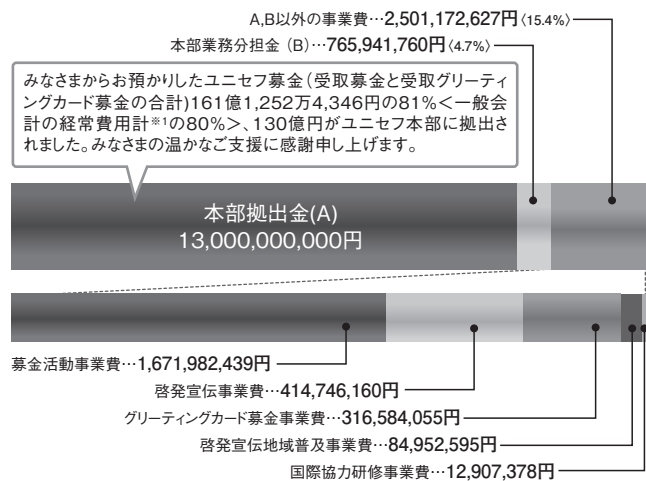 A,B以外の事業費…2,501,172,627円〈15.4%〉
本部業務分担金（B）…765,941,760円〈4.7%〉
みなさまからお預かりしたユニセフ募金（受取募金と受取グリーティ
ングカード募金の合計）161億1,252万4,346円の81%＜一般会
計の経常費用計※1の80%＞、130億円がユニセフ本部に拠出さ
れました。みなさまの温かなご支援に感謝申し上げます。
本部拠出金(A)
13,000,000,000円
募金活動事業費…1,671,982,439円
啓発宣伝事業費…414,746,160円
グリーティングカード募金事業費…316,584,055円
啓発宣伝地域普及事業費…84,952,595円
国際協力研修事業費…12,907,378円